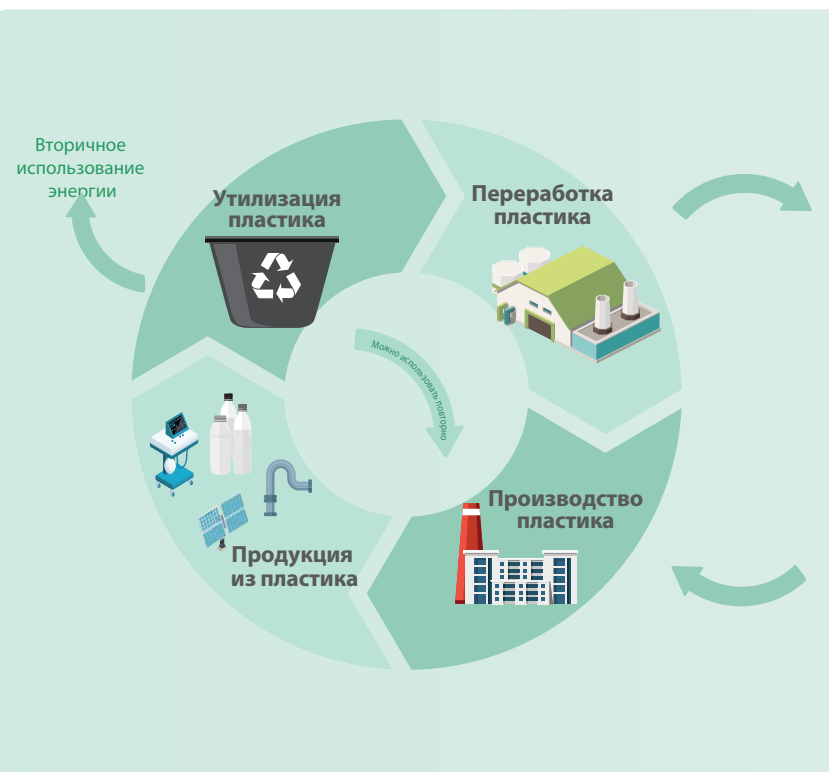 Вторичное
использование
энергии
Утилизация
пластика
Переработка
пластика
Можно использовать повторно
Производство
пластика
Продукция
из пластика